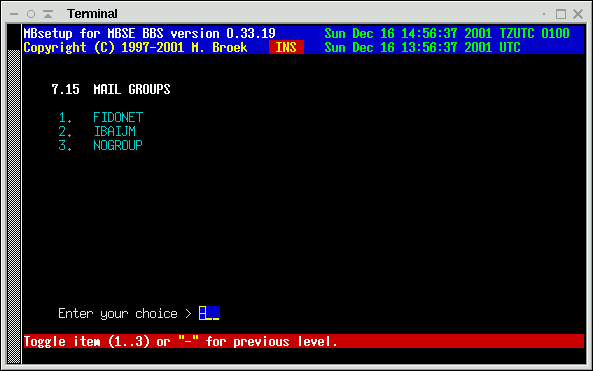 Terminal
MBsetup for MBSE BBS version 0.33.19 Sun Dec 16 14:56:37 2001 TZUTC 0100
Copyright (C) 1997-2001 M. Broek INS Sun Dec 16 13:56:37 2001 UTC
7.15 MAIL GROUPS
1. FIDONET
2. IBAIJM
3. NOGROUP
Enter your choice > -__
Toggle item (1..3) or "-" for previous level.